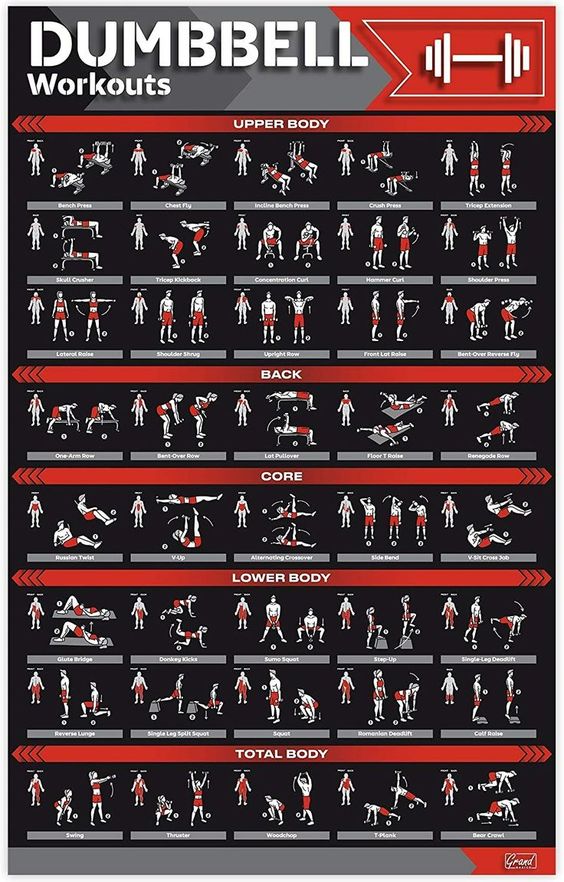 DUMBBELL
Workouts
UPPER BODY
Bench Press
Chest Fly
Incline Bench Press
Crush Press
Tricep Extension
Skull Crusher
Tricep Kickback
Concentration Curl
Hammer Curl
Shoulder Press
Lateral Raise
Shoulder Shrug
Upright Row
Front Lat Raise
Bent-Over Reverse Fly
BACK
One-Arm Row
Bent-Over Row
Lat Pullover
Floor T Raise
Renegade Row
CORE
Russian Twist
V-Up
Alternating Crossover
Side Bend
V-Sit Cross Jab
LOWER BODY
Glute Bridge
Donkey Kicks
Sumo Squat
Step-Up
Single-Leg Deadlift
Reverse Lunge
Single Leg Split Squat
Squat
Romanian Deadlift
Calf Raise
TOTAL BODY
Swing
Thruster
Woodchop
T-Plank
Bear Crawl
Grand